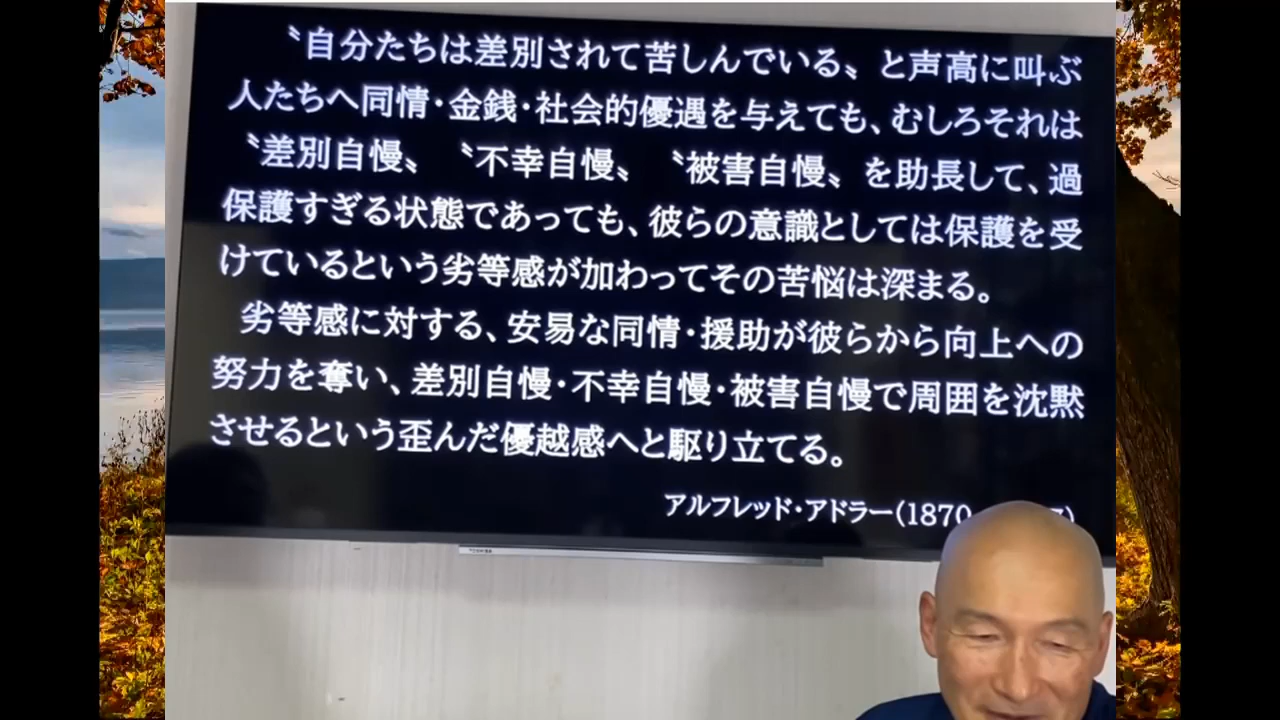 〝自分たちは差別されて苦しんでいる〟と声高に叫ぶ
人たちへ同情・金銭・社会的優遇を与えても、むしろそれは
〝差別自慢〟〝不幸自慢〟〝被害自慢〟を助長して、過
保護すぎる状態であっても、彼らの意識としては保護を受
けているという劣等感が加わってその苦悩は深まる。
劣等感に対する、安易な同情・援助が彼らから向上への
努力を奪い、差別自慢・不幸自慢・被害自慢で周囲を沈黙
させるという歪んだ優越感へと駆り立てる。
アルフレッド・アドラー(1870